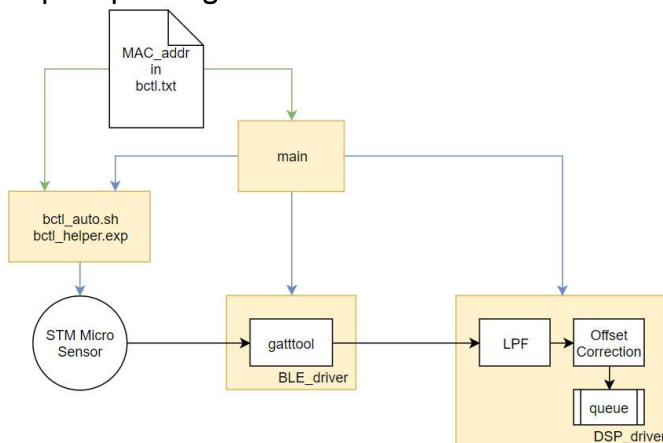 MAC_addr
in
bctl.txt
main
bctl_auto.sh
bctl_helper.exp
STM Micro
Sensor
gatttool
BLE_driver
LPF
Offset
Correction
queue
DSP_driver